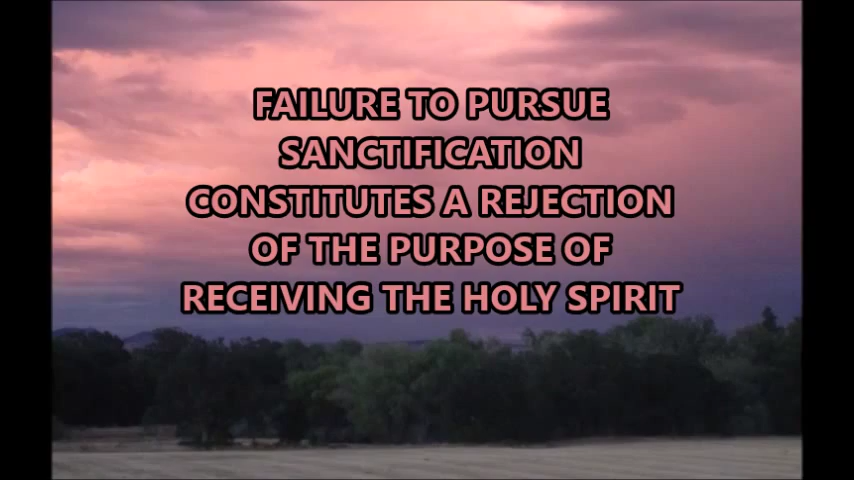 FAILURE TO PURSUE
SANCTIFICATION
CONSTITUTES A REJECTION
OF THE PURPOSE OF
RECEIVING THE HOLY SPIRIT